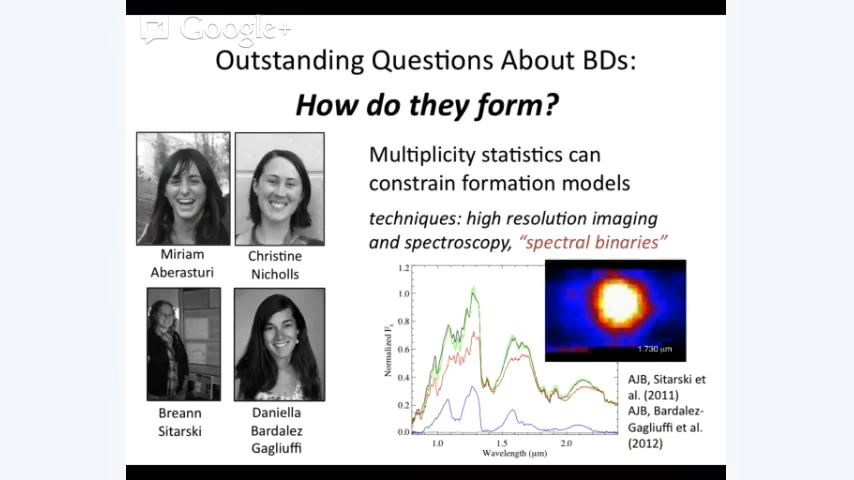 Google+
Outstanding Questions About BDs:
How do they form?
Miriam
Aberasturi
Christine
Nicholls
Breann
Sitarski
Daniella
Bardalez
Gagliuffi
Multiplicity statistics can
constrain formation models
techniques: high resolution imaging
and spectroscopy, “spectral binaries”
1.2
1.0
0.8
0.6
0.4
0.2
0.0
Normalized Fλ
1.0
1.5
2.0
Wavelength (μm)
1.730 μm
AJB, Sitarski et
al. (2011)
AJB, Bardalez-
Gagliuffi et al.
(2012)